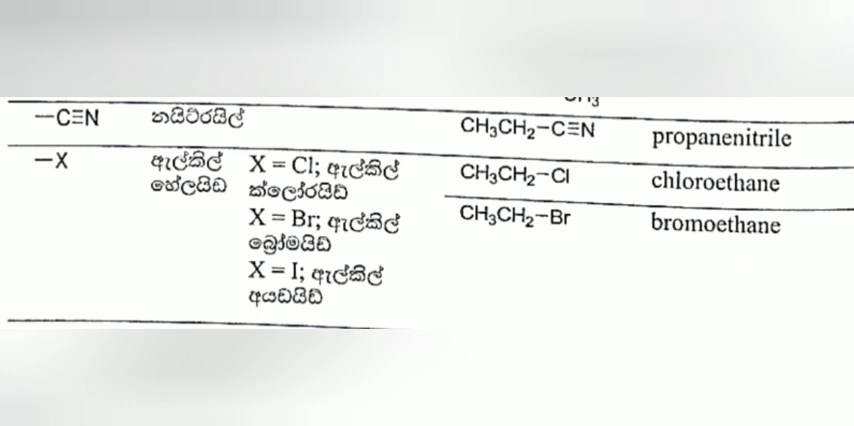 —C≡N නයිට්රයිල් CH₃CH₂—C≡N propanenitrile
—X ඇල්කිල් X = Cl; ඇල්කිල් CH₃CH₂—Cl chloroethane
හේලයිඩ ක්ලෝරයිඩ්
X = Br; ඇල්කිල් CH₃CH₂—Br bromoethane
බ්‍රෝමයිඩ්
X = I; ඇල්කිල්
අයඩයිඩ්